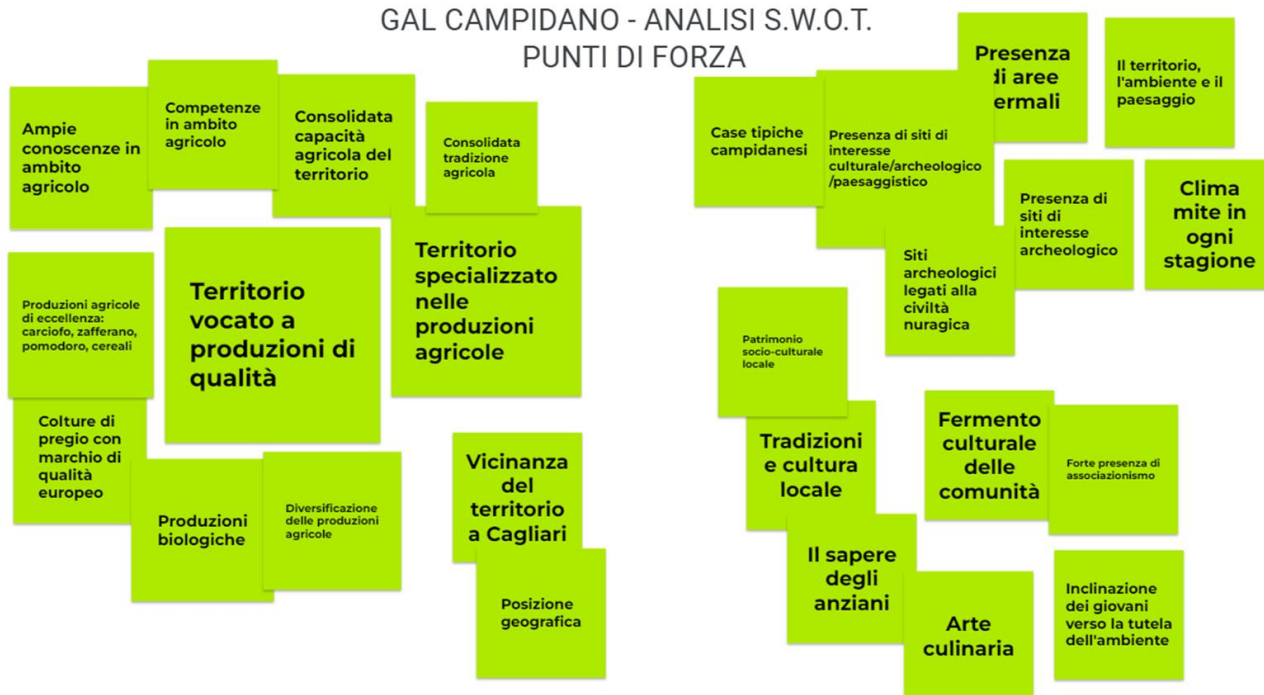 GAL CAMPIDANO - ANALISI S.W.O.T.
PUNTI DI FORZA
Ampie
conoscenze in
ambito
agricolo
Competenze
in ambito
agricolo
Consolidata
capacità
agricola del
territorio
Consolidata
tradizione
agricola
Produzioni agricole
di eccellenza:
carciofo, zafferano,
pomodoro, cereali
Territorio
vocato a
produzioni di
qualità
Territorio
specializzato
nelle
produzioni
agricole
Colture di
pregio con
marchio di
qualità
europeo
Produzioni
biologiche
Diversificazione
delle produzioni
agricole
Vicinanza
del
territorio
a Cagliari
Posizione
geografica
Case tipiche
campidanesi
Presenza di siti di
interesse
culturale/archeologico
/paesaggistico
Presenza
di aree
ermali
Il territorio,
l'ambiente e il
paesaggio
Siti
archeologici
legati alla
civiltà
nuragica
Presenza di
siti di
interesse
archeologico
Clima
mite in
ogni
stagione
Patrimonio
socio-culturale
locale
Tradizioni
e cultura
locale
Il sapere
degli
anziani
Arte
culinaria
Fermento
culturale
delle
comunità
Forte presenza di
associazionismo
Inclinazione
dei giovani
verso la tutela
dell'ambiente